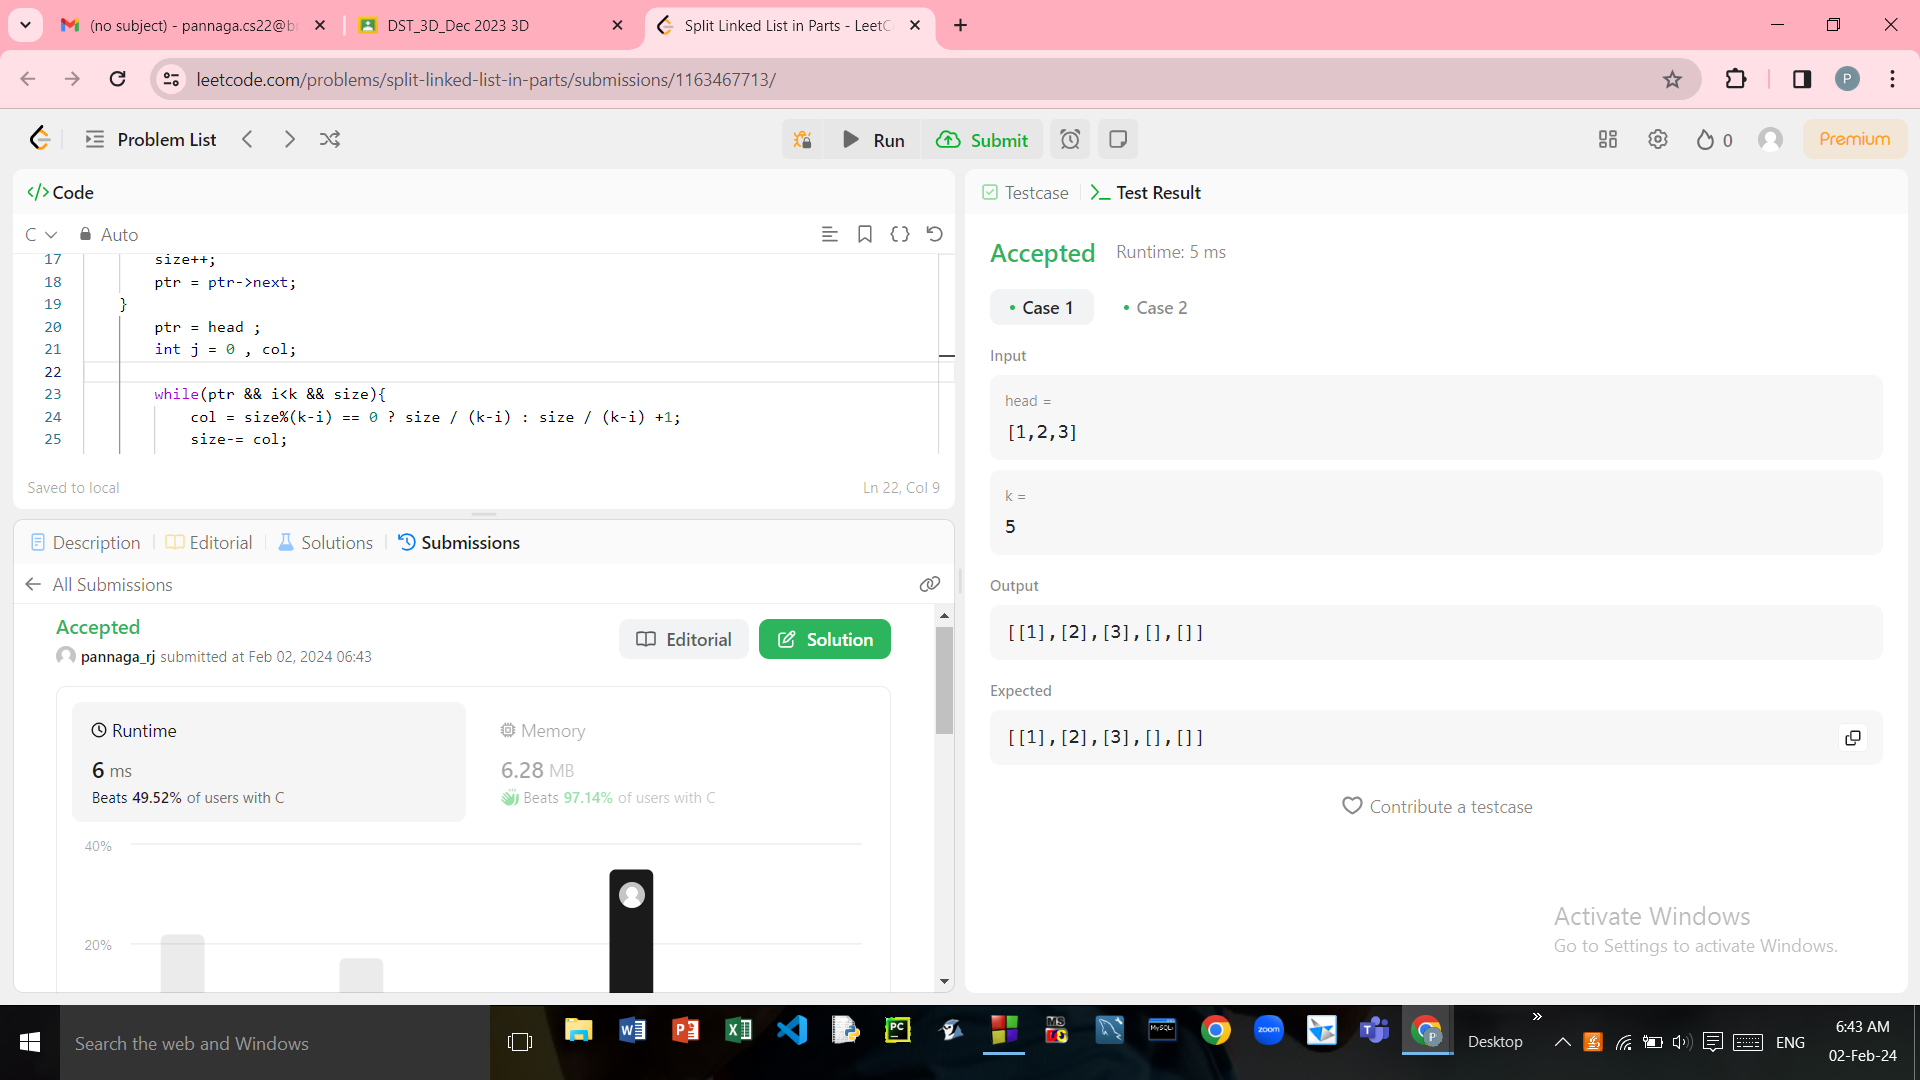 (no subject) - pannaga.cs22@b
DST_3D_Dec 2023 3D
Split Linked List in Parts - LeetC
leetcode.com/problems/split-linked-list-in-parts/submissions/1163467713/
P
Problem List
Run
Submit
0
Premium
</> Code
C
Auto
17 size++;
18 ptr = ptr->next;
19 }
20 ptr = head ;
21 int j = 0 , col;
22
23 while(ptr && i<k && size){
24 col = size%(k-i) == 0 ? size / (k-i) : size / (k-i) +1;
25 size-= col;
Saved to local
Ln 22, Col 9
Description
Editorial
Solutions
Submissions
All Submissions
Accepted
pannaga_rj submitted at Feb 02, 2024 06:43
Editorial
Solution
Runtime
6 ms
Beats 49.52% of users with C
Memory
6.28 MB
Beats 97.14% of users with C
40%
20%
Testcase
Test Result
Accepted Runtime: 5 ms
Case 1
Case 2
Input
head =
[1,2,3]
k =
5
Output
[[1],[2],[3],[],[]]
Expected
[[1],[2],[3],[],[]]
Contribute a testcase
Activate Windows
Go to Settings to activate Windows.
Search the web and Windows
PC
MySQL
zoom
P
Desktop
ENG
6:43 AM
02-Feb-24